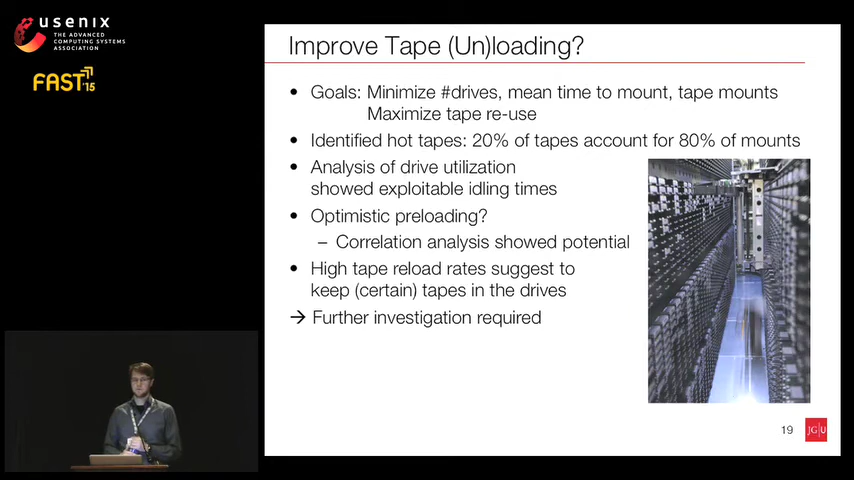 usenix
THE ADVANCED
COMPUTING SYSTEMS
ASSOCIATION
FAST '15
Improve Tape (Un)loading?
• Goals: Minimize #drives, mean time to mount, tape mounts
Maximize tape re-use
• Identified hot tapes: 20% of tapes account for 80% of mounts
• Analysis of drive utilization
showed exploitable idling times
• Optimistic preloading?
– Correlation analysis showed potential
• High tape reload rates suggest to
keep (certain) tapes in the drives
→ Further investigation required
19
JG|U